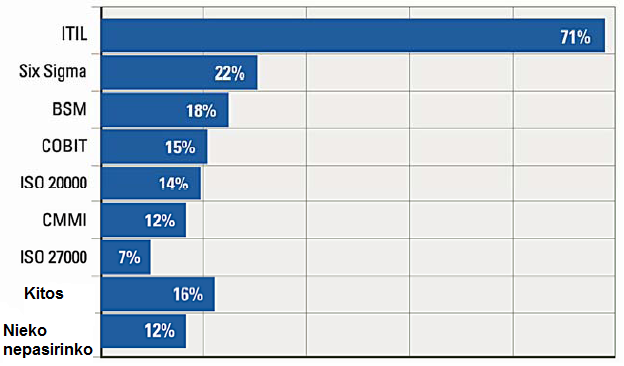 ITIL 71%
Six Sigma 22%
BSM 18%
COBIT 15%
ISO 20000 14%
CMMI 12%
ISO 27000 7%
Kitos 16%
Nieko
nepasirinko 12%